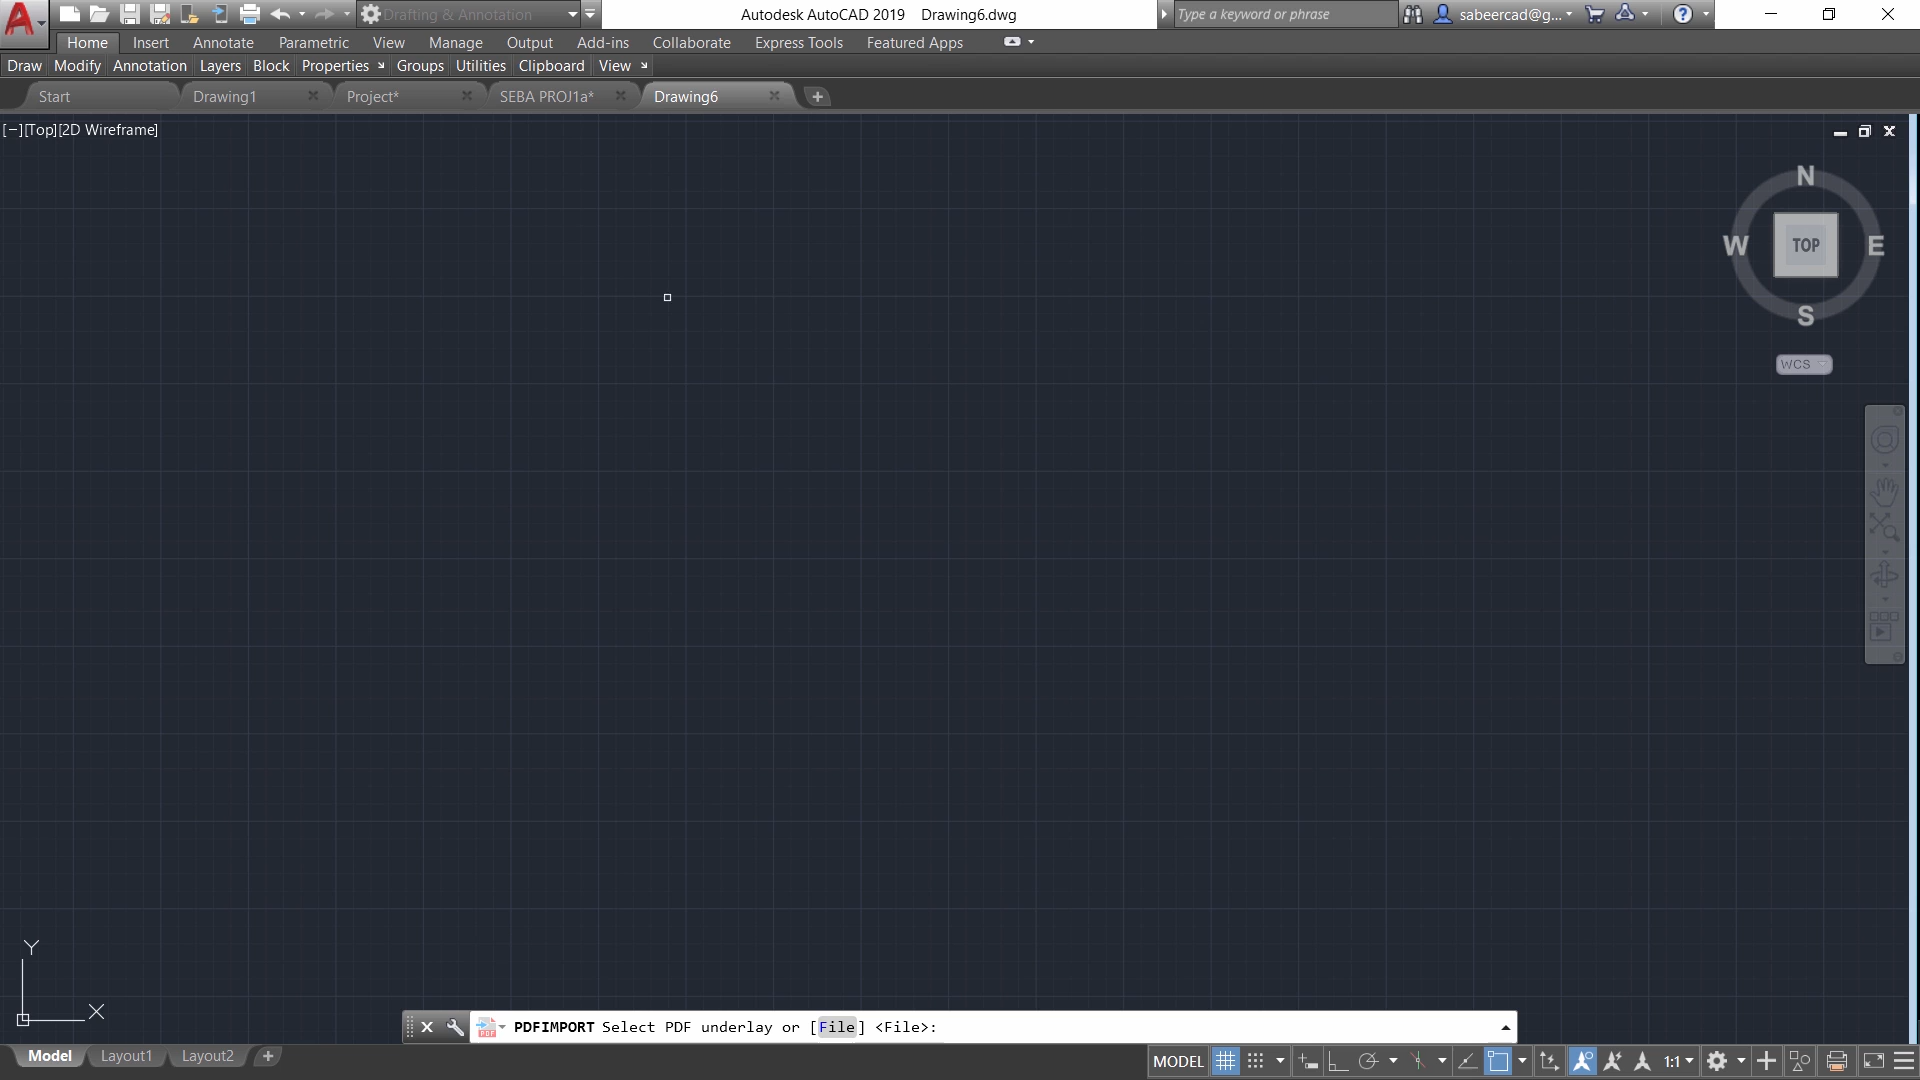 Drafting & Annotation
Autodesk AutoCAD 2019 Drawing6.dwg
Type a keyword or phrase
sabeercad@g...
Home Insert Annotate Parametric View Manage Output Add-ins Collaborate Express Tools Featured Apps
Draw Modify Annotation Layers Block Properties Groups Utilities Clipboard View
Start Drawing1 Project* SEBA PROJ1a* Drawing6
[−][Top][2D Wireframe]
N
W TOP E
S
WCS
Y
X
PDFIMPORT Select PDF underlay or [File] <File>:
Model Layout1 Layout2
MODEL 1:1